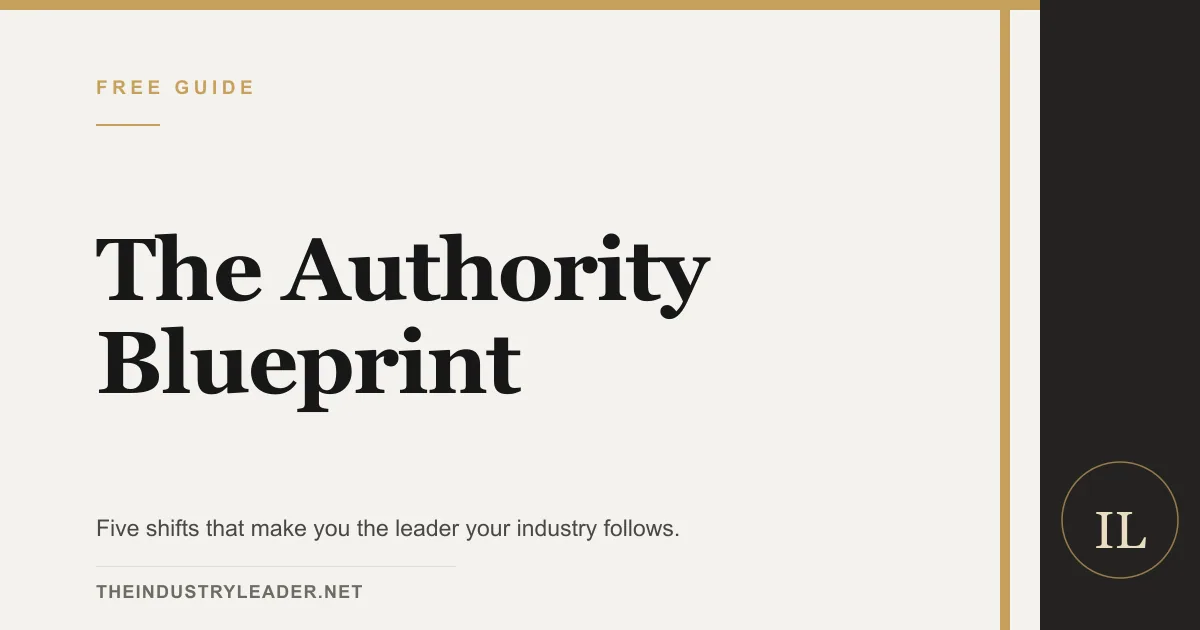 FREE GUIDE
The Authority
Blueprint
Five shifts that make you the leader your industry follows.
THEINDUSTRYLEADER.NET
IL